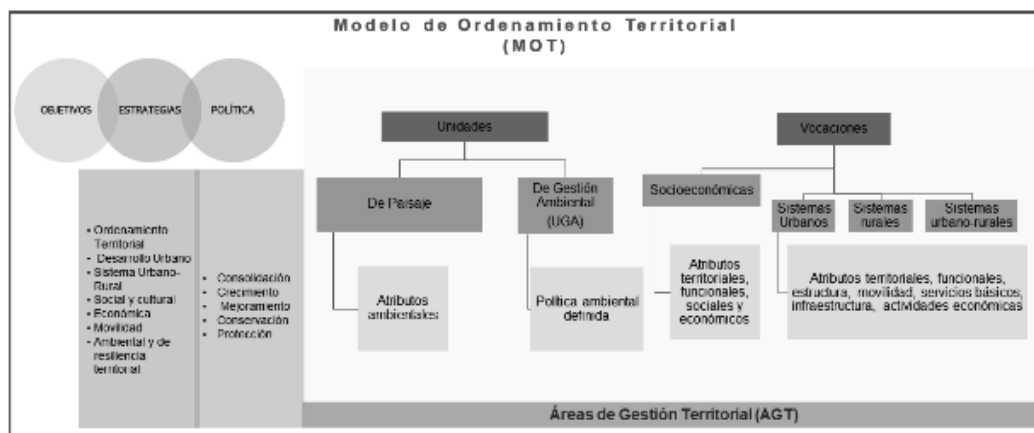 Modelo de Ordenamiento Territorial
(MOT)
OBJETIVOS
ESTRATEGIAS
POLÍTICA
▪ Ordenamiento
Territorial
▪ Desarrollo Urbano
▪ Sistema Urbano-
Rural
▪ Social y cultural
▪ Económica
▪ Movilidad
▪ Ambiental y de
resiliencia
territorial
• Consolidación
• Crecimiento
• Mejoramiento
• Conservación
• Protección
Unidades
De Paisaje
De Gestión
Ambiental
(UGA)
Atributos
ambientales
Política ambiental
definida
Vocaciones
Socioeconómicas
Sistemas
Urbanos
Sistemas
rurales
Sistemas
urbano-rurales
Atributos
territoriales,
funcionales,
sociales y
económicos
Atributos territoriales, funcionales,
estructura, movilidad, servicios básicos,
infraestructura, actividades económicas
Áreas de Gestión Territorial (AGT)